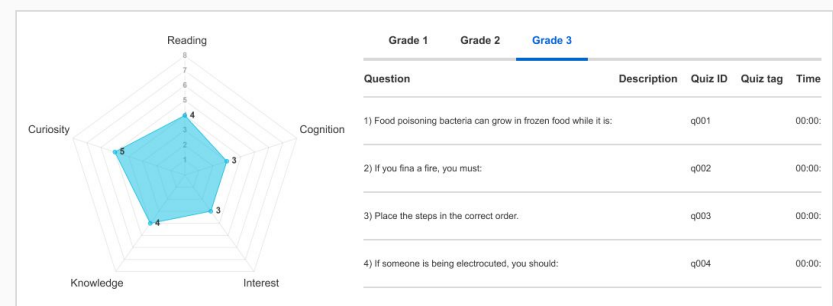 Reading
8
7
6
5
4
3
2
1
4
Curiosity
5
Cognition
3
3
4
Knowledge
Interest
Grade 1 Grade 2 Grade 3
Question Description Quiz ID Quiz tag Time
1) Food poisoning bacteria can grow in frozen food while it is: q001 00:00:
2) If you fina a fire, you must: q002 00:00:
3) Place the steps in the correct order. q003 00:00:
4) If someone is being electrocuted, you should: q004 00:00: